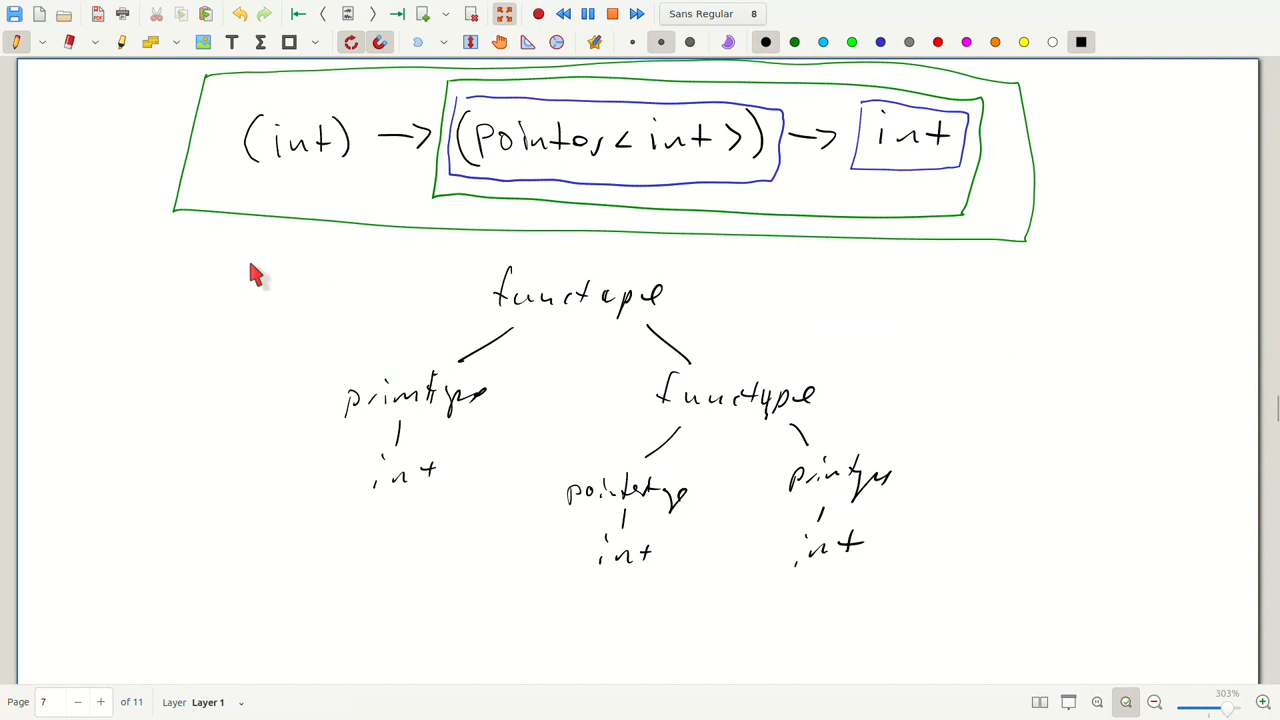 Sans Regular 8
(int) → (pointer< int >) → int
functype
primtype functype
int pointertype primtype
int int
Page 7 of 11 Layer Layer 1 303%